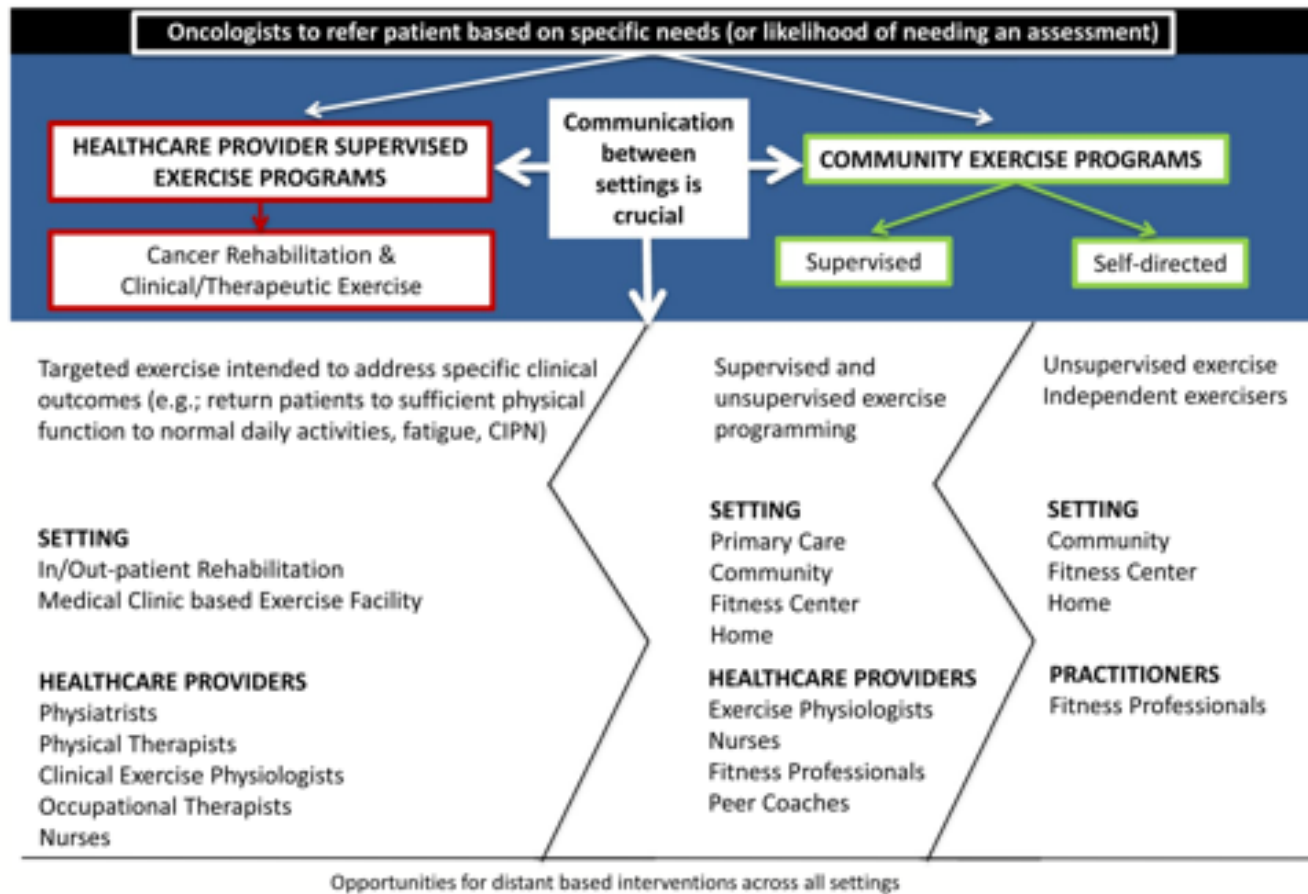 Oncologists to refer patient based on specific needs (or likelihood of needing an assessment)
HEALTHCARE PROVIDER SUPERVISED
EXERCISE PROGRAMS
Communication
between
settings is
crucial
COMMUNITY EXERCISE PROGRAMS
Cancer Rehabilitation &
Clinical/Therapeutic Exercise
Supervised
Self-directed
Targeted exercise intended to address specific clinical
outcomes (e.g.; return patients to sufficient physical
function to normal daily activities, fatigue, CIPN)
SETTING
In/Out-patient Rehabilitation
Medical Clinic based Exercise Facility
HEALTHCARE PROVIDERS
Physiatrists
Physical Therapists
Clinical Exercise Physiologists
Occupational Therapists
Nurses
Supervised and
unsupervised exercise
programming
SETTING
Primary Care
Community
Fitness Center
Home
HEALTHCARE PROVIDERS
Exercise Physiologists
Nurses
Fitness Professionals
Peer Coaches
Unsupervised exercise
Independent exercisers
SETTING
Community
Fitness Center
Home
PRACTITIONERS
Fitness Professionals
Opportunities for distant based interventions across all settings